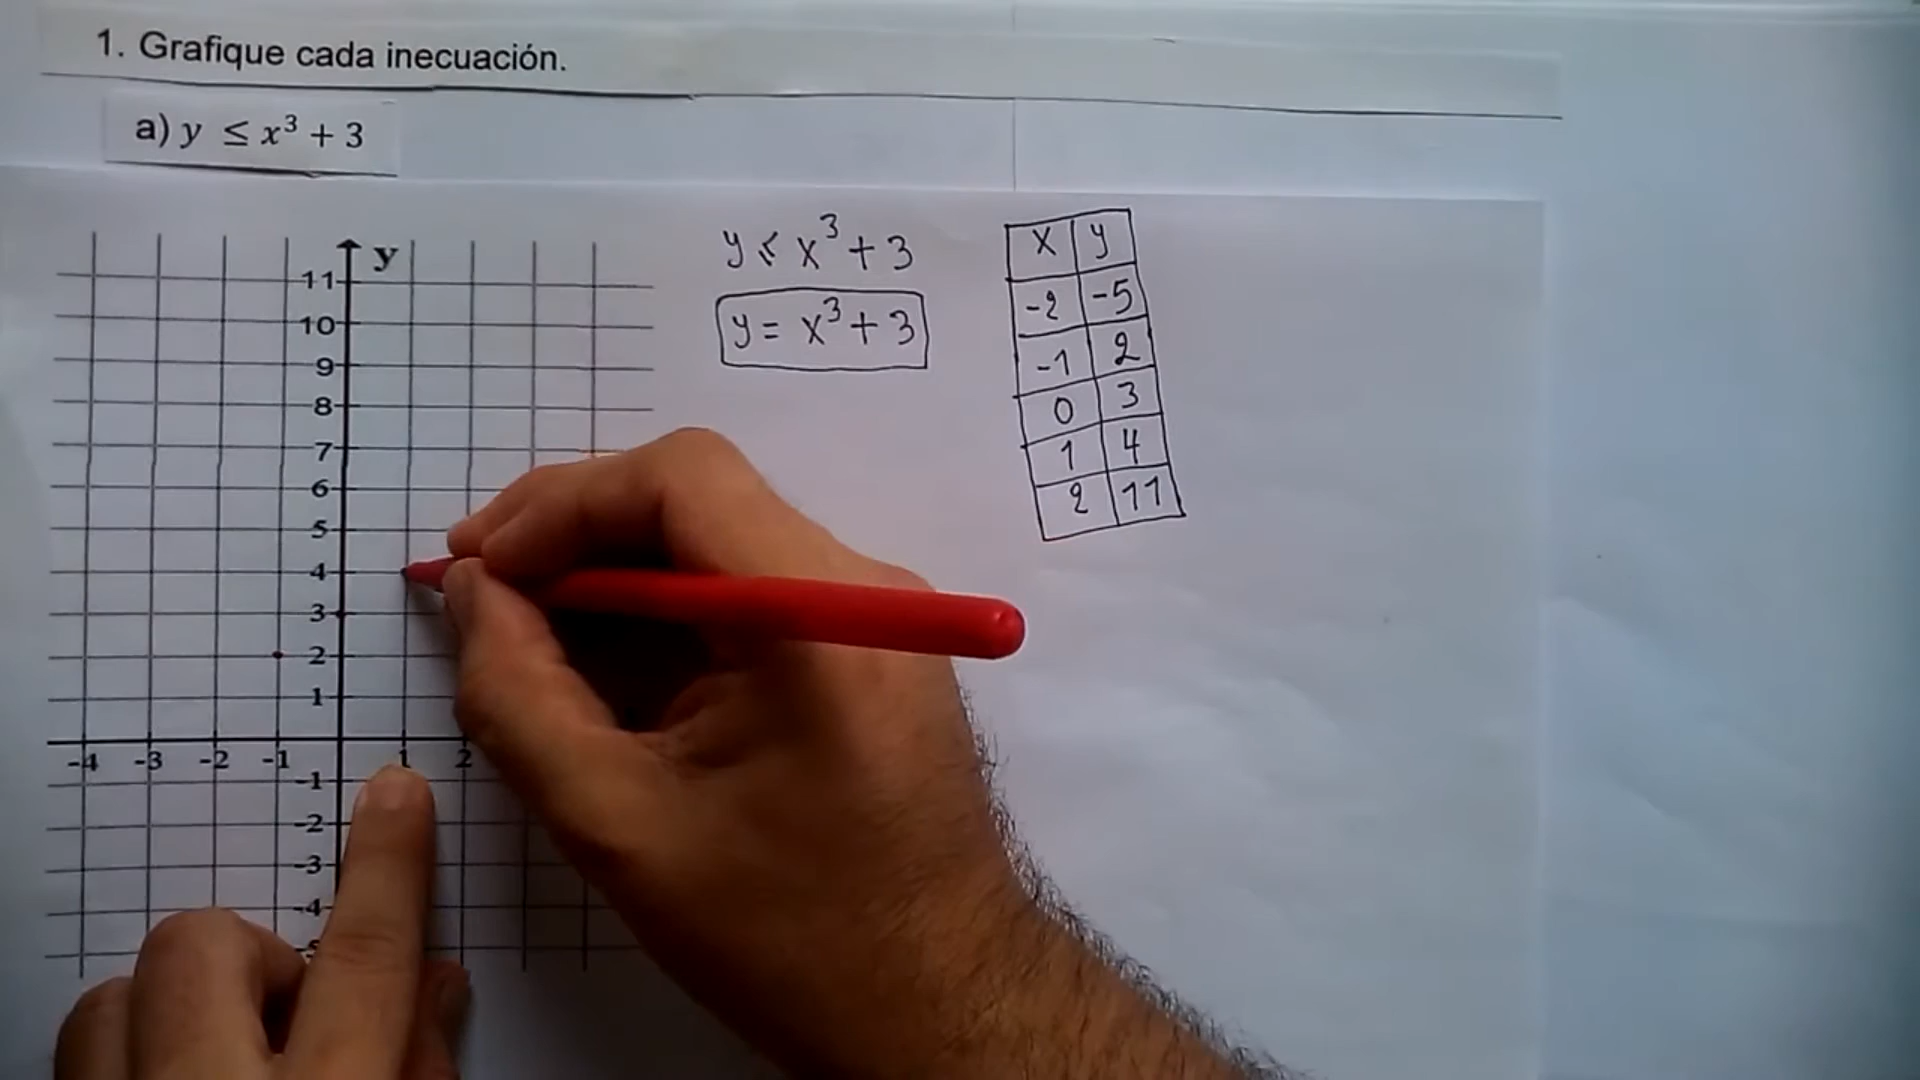 1. Grafique cada inecuación.
a) y ≤ x³ + 3
y
11
10
9
8
7
6
5
4
3
2
1
-4 -3 -2 -1 1 2
-1
-2
-3
-4
y ≤ x³ + 3
y = x³ + 3
x y
-2 -5
-1 2
0 3
1 4
2 11